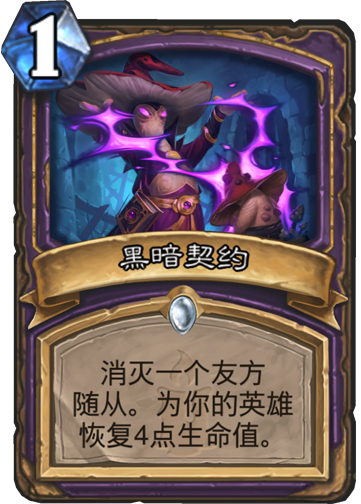 1
黑暗契约
消灭一个友方
随从。为你的英雄
恢复4点生命值。